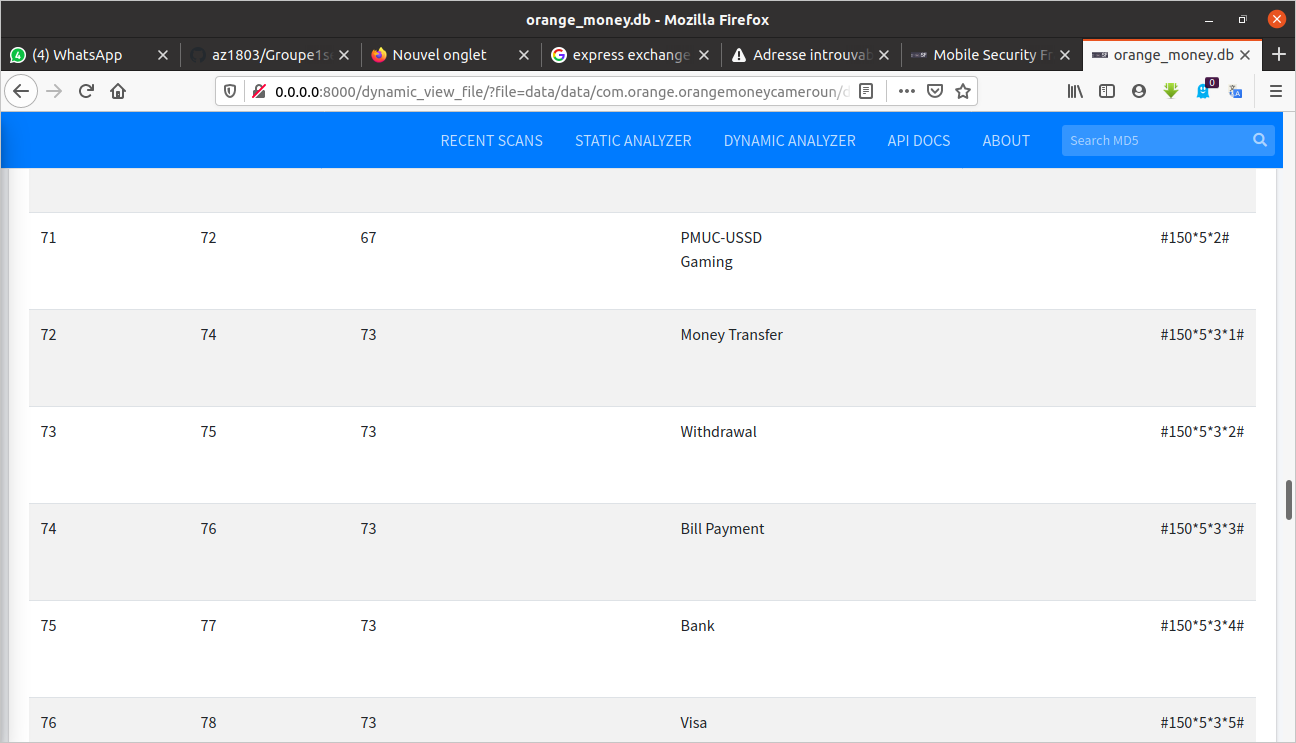 orange_money.db - Mozilla Firefox
(4) WhatsApp
az1803/Groupe1s
Nouvel onglet
express exchange
Adresse introuvab
Mobile Security Fr
orange_money.db
0.0.0.0:8000/dynamic_view_file/?file=data/data/com.orange.orangemoneycameroun/d
0
RECENT SCANS STATIC ANALYZER DYNAMIC ANALYZER API DOCS ABOUT Search MD5
71 72 67 PMUC-USSD #150*5*2#
Gaming
72 74 73 Money Transfer #150*5*3*1#
73 75 73 Withdrawal #150*5*3*2#
74 76 73 Bill Payment #150*5*3*3#
75 77 73 Bank #150*5*3*4#
76 78 73 Visa #150*5*3*5#